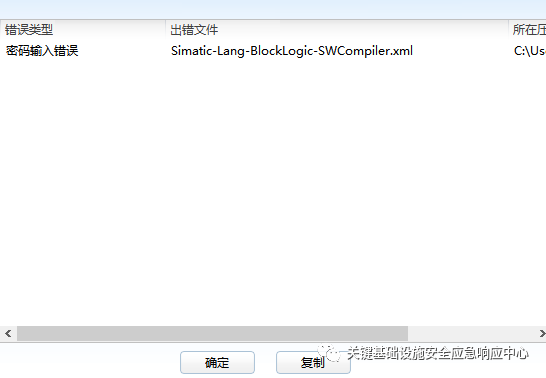 错误类型 出错文件 所在压
密码输入错误 Simatic-Lang-BlockLogic-SWCompiler.xml C:\Us
确定 复制 关键基础设施安全应急响应中心